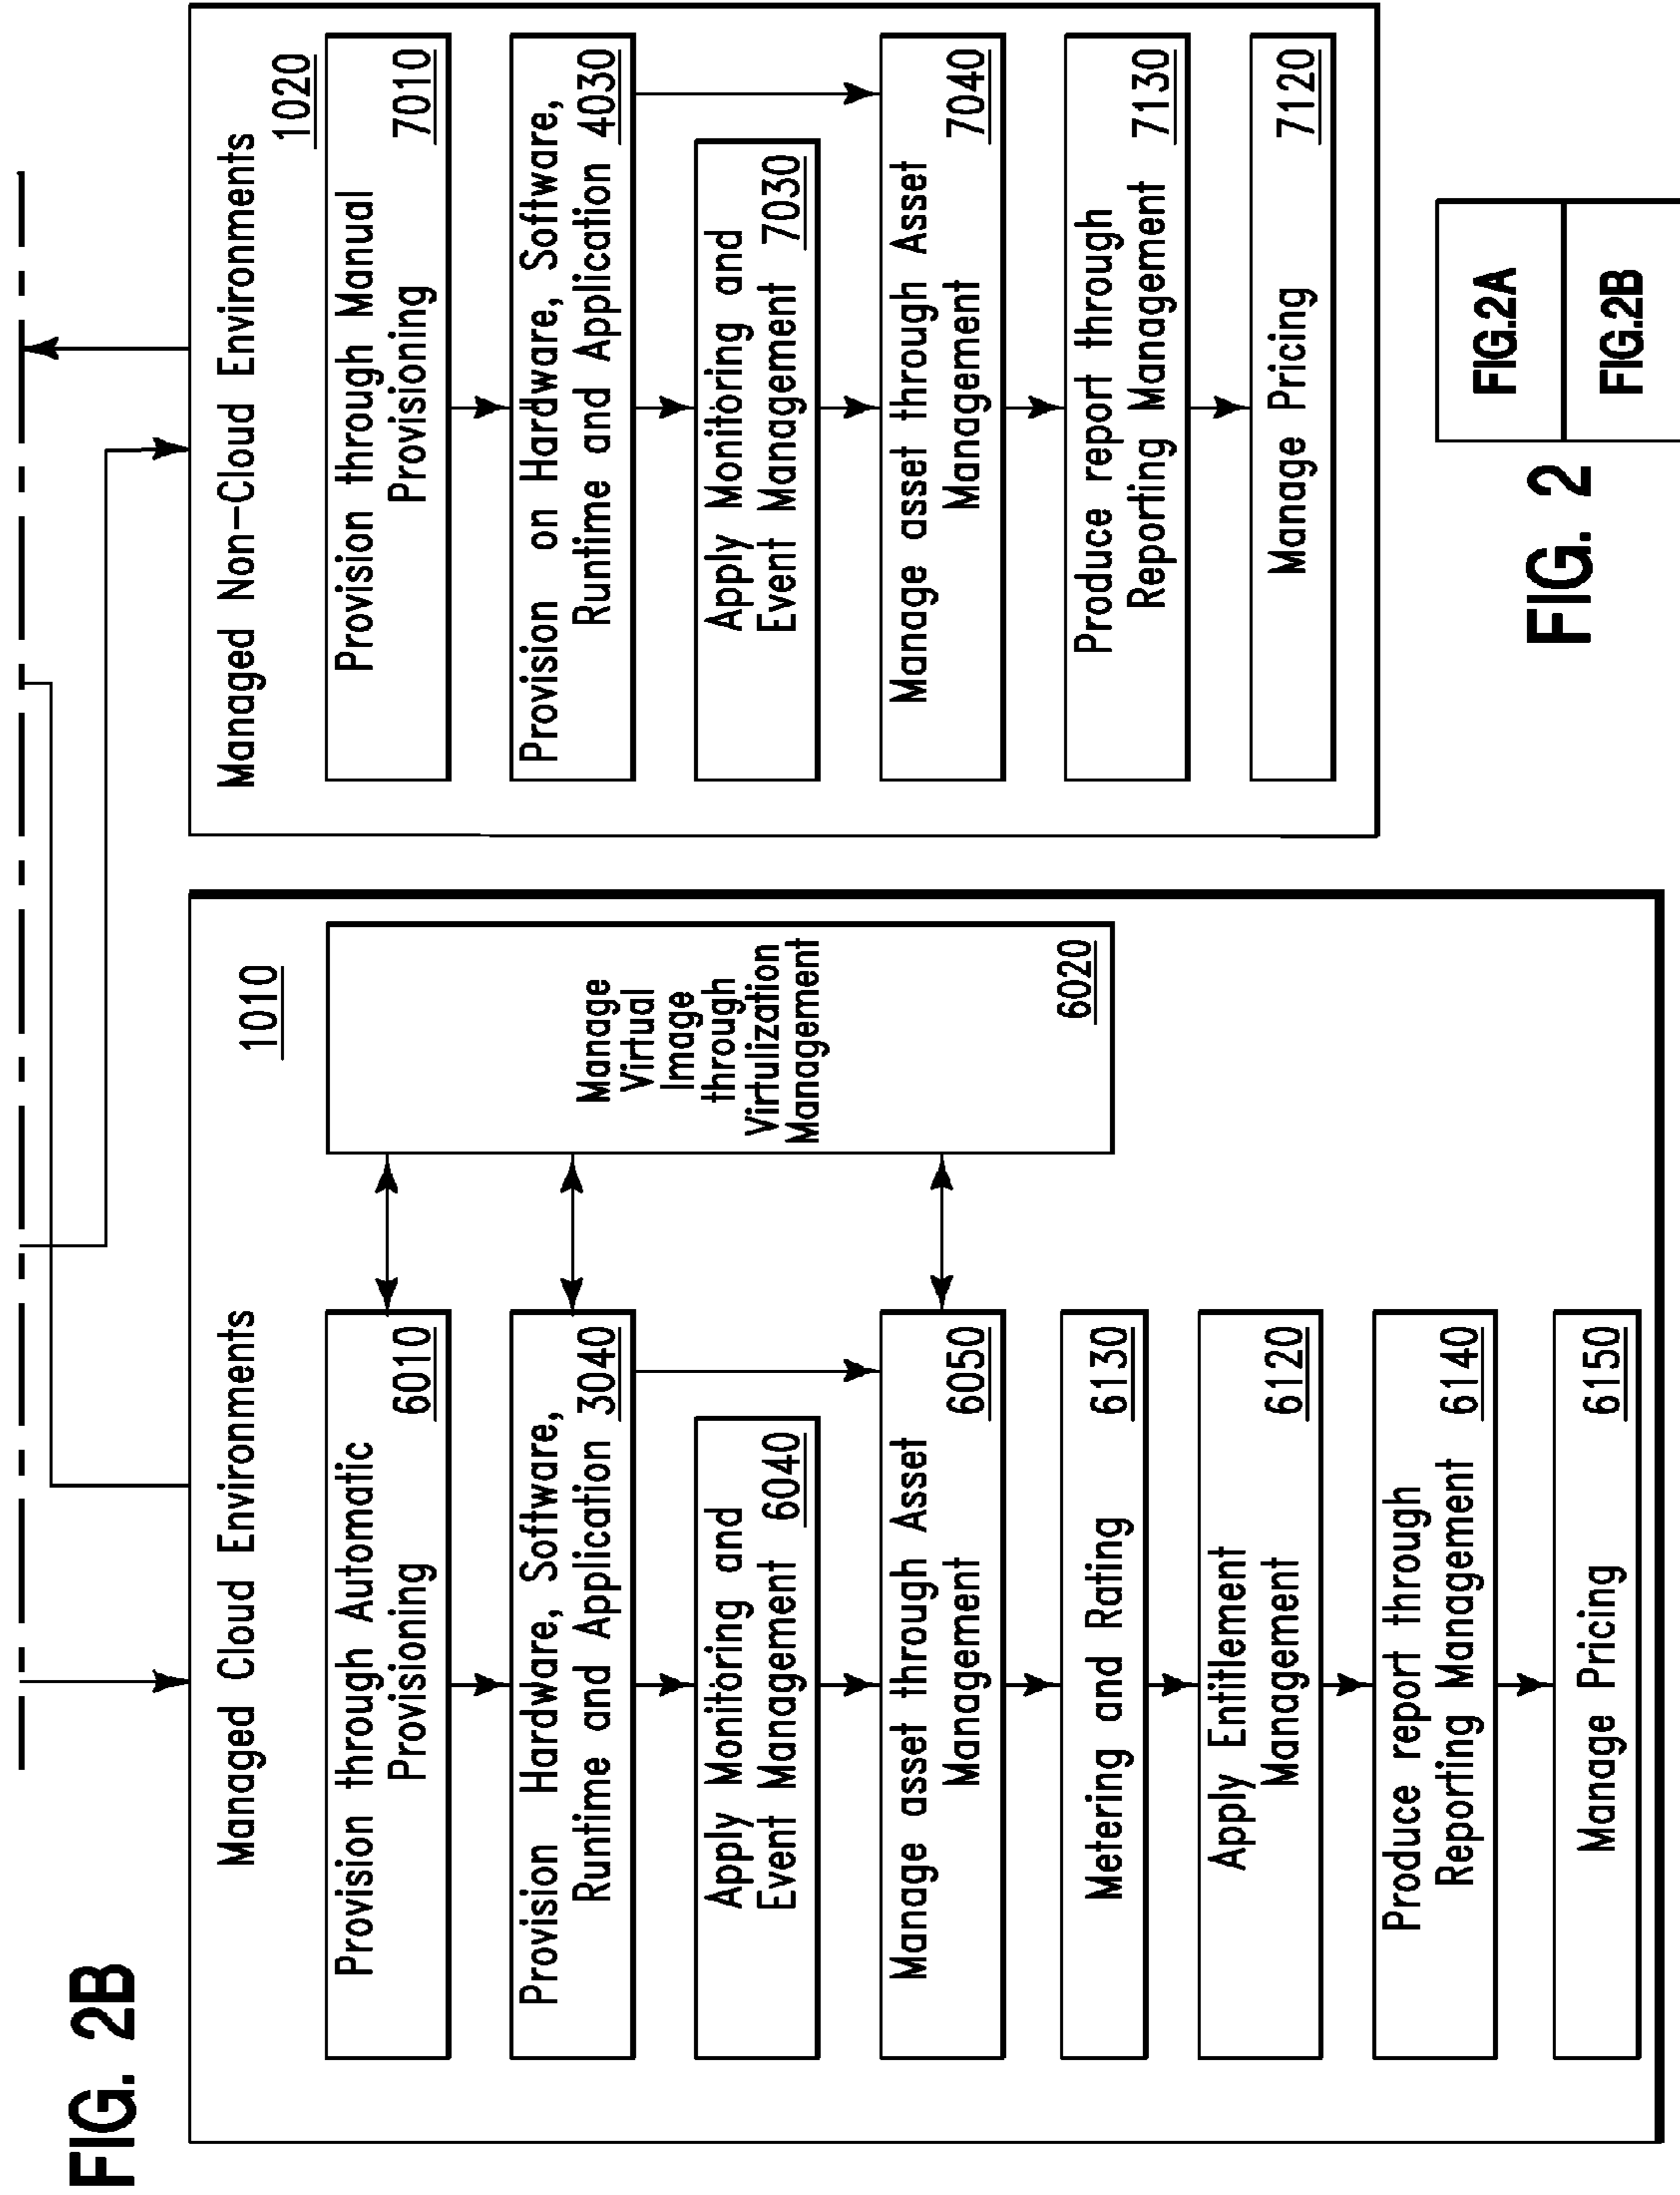 FIG. 2B
Managed Cloud Environments
1010
Provision through Automatic
Provisioning 6010
Provision Hardware, Software,
Runtime and Application 3040
Apply Monitoring and
Event Management 6040
Manage asset through Asset
Management 6050
Metering and Rating 6130
Apply Entitlement
Management 6120
Produce report through
Reporting Management 6140
Manage Pricing 6150
Manage
Virtual
Image
through
Virtulization
Management
6020
Managed Non-Cloud Environments
1020
Provision through Manual
Provisioning 7010
Provision on Hardware, Software,
Runtime and Application 4030
Apply Monitoring and
Event Management 7030
Manage asset through Asset
Management 7040
Produce report through
Reporting Management 7130
Manage Pricing 7120
FIG. 2
FIG.2A
FIG.2B